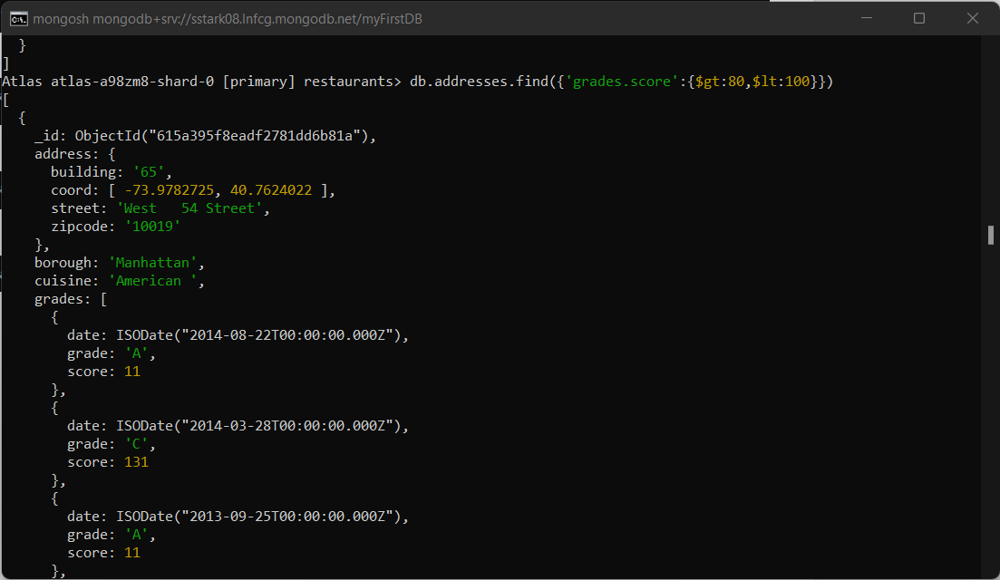 mongosh mongodb+srv://sstark08.lnfcg.mongodb.net/myFirstDB
}
]
Atlas atlas-a98zm8-shard-0 [primary] restaurants> db.addresses.find({'grades.score':{$gt:80,$lt:100}})
[
  {
    _id: ObjectId("615a395f8eadf2781dd6b81a"),
    address: {
      building: '65',
      coord: [ -73.9782725, 40.7624022 ],
      street: 'West   54 Street',
      zipcode: '10019'
    },
    borough: 'Manhattan',
    cuisine: 'American ',
    grades: [
      {
        date: ISODate("2014-08-22T00:00:00.000Z"),
        grade: 'A',
        score: 11
      },
      {
        date: ISODate("2014-03-28T00:00:00.000Z"),
        grade: 'C',
        score: 131
      },
      {
        date: ISODate("2013-09-25T00:00:00.000Z"),
        grade: 'A',
        score: 11
      },